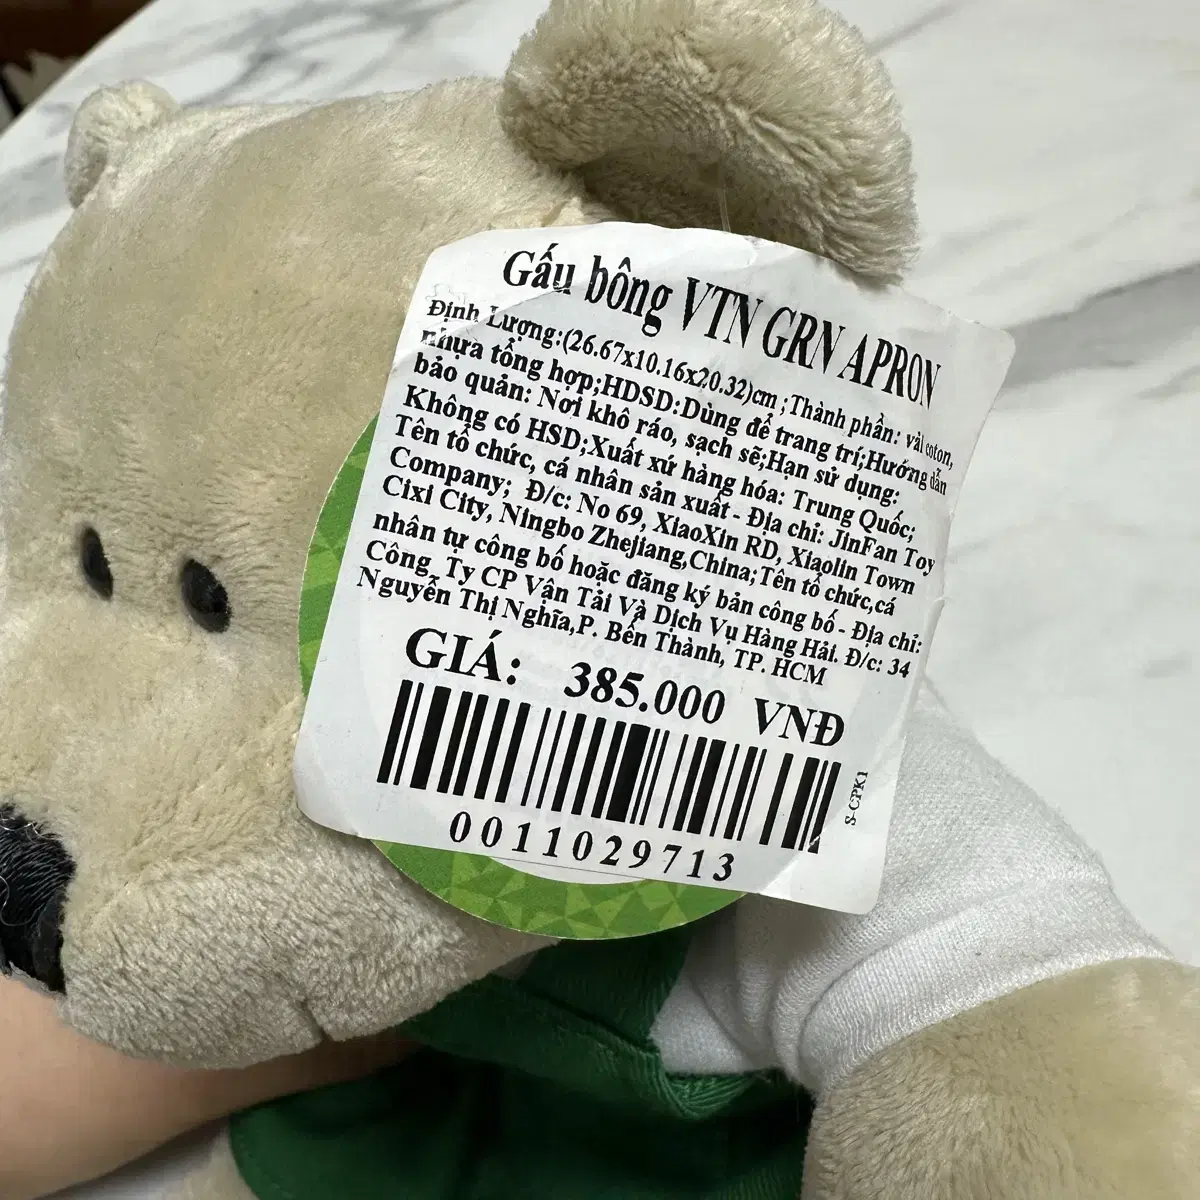 Gấu bông VTN GRN APRON
Định Lượng:(26.67x10.16x20.32)cm ;Thành phần: vải coton,
nhựa tổng hợp;HDSD:Dùng để trang trí;Hướng dẫn
bảo quản: Nơi khô ráo, sạch sẽ;Hạn sử dụng:
Không có HSD;Xuất xứ hàng hóa: Trung Quốc;
Tên tổ chức, cá nhân sản xuất - Địa chỉ: JinFan Toy
Company; Đ/c: No 69, XiaoXin RD, Xiaolin Town
Cixi City, Ningbo Zhejiang,China;Tên tổ chức,cá
nhân tự công bố hoặc đăng ký bản công bố - Địa chỉ:
Công Ty CP Vận Tải Và Dịch Vụ Hàng Hải. Đ/c: 34
Nguyễn Thị Nghĩa,P. Bến Thành, TP. HCM
GIÁ: 385.000 VNĐ
S-CPK1
0011029713